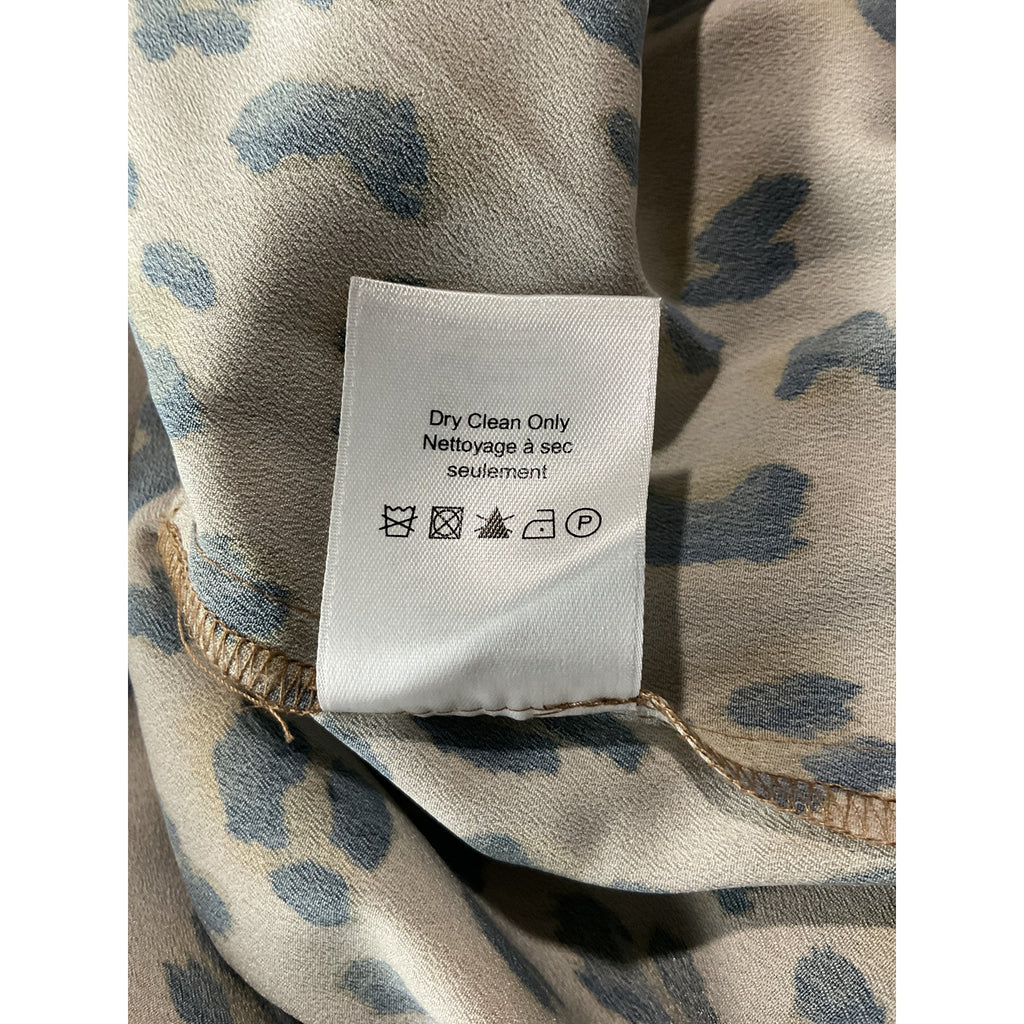 Dry Clean Only
Nettoyage à sec
seulement
P